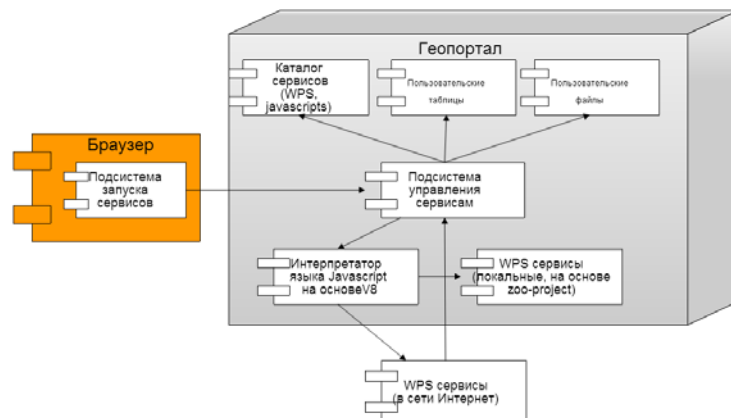 Геопортал
Каталог
сервисов
(WPS,
javascripts)
Пользовательские
таблицы
Пользовательские
файлы
Браузер
Подсистема
запуска
сервисов
Подсистема
управления
сервисам
Интерпретатор
языка Javascript
на основеV8
WPS сервисы
(локальные, на основе
zoo-project)
WPS сервисы
(в сети Интернет)